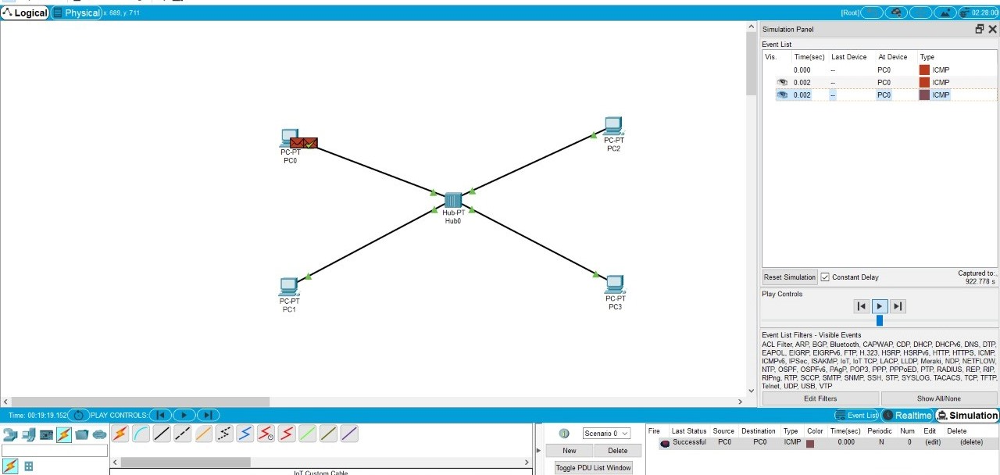 Logical Physical x: 689, y: 711 [Root] 02:28:00
Simulation Panel
Event List
Vis. Time(sec) Last Device At Device Type
0.000 -- PC0 ICMP
0.002 -- PC0 ICMP
0.002 -- PC0 ICMP
PC-PT
PC0
PC-PT
PC2
Hub-PT
Hub0
PC-PT
PC1
PC-PT
PC3
Reset Simulation Constant Delay Captured to:
922.778 s
Play Controls
Event List Filters - Visible Events
ACL Filter, ARP, BGP, Bluetooth, CAPWAP, CDP, DHCP, DHCPv6, DNS, DTP,
EAPOL, EIGRP, EIGRPv6, FTP, H.323, HSRP, HSRPv6, HTTP, HTTPS, ICMP,
ICMPv6, IPSec, ISAKMP, IoT, IoT TCP, LACP, LLDP, Meraki, NDP, NETFLOW,
NTP, OSPF, OSPFv6, PAgP, POP3, PPP, PPPoED, PTP, RADIUS, REP, RIP,
RIPng, RTP, SCCP, SMTP, SNMP, SSH, STP, SYSLOG, TACACS, TCP, TFTP,
Telnet, UDP, USB, VTP
Edit Filters Show All/None
Time: 00:19:19.152 PLAY CONTROLS: Event List Realtime Simulation
Scenario 0
New Delete
Toggle PDU List Window
Fire Last Status Source Destination Type Color Time(sec) Periodic Num Edit Delete
Successful PC0 PC0 ICMP 0.000 N 0 (edit) (delete)
IoT Custom Cable